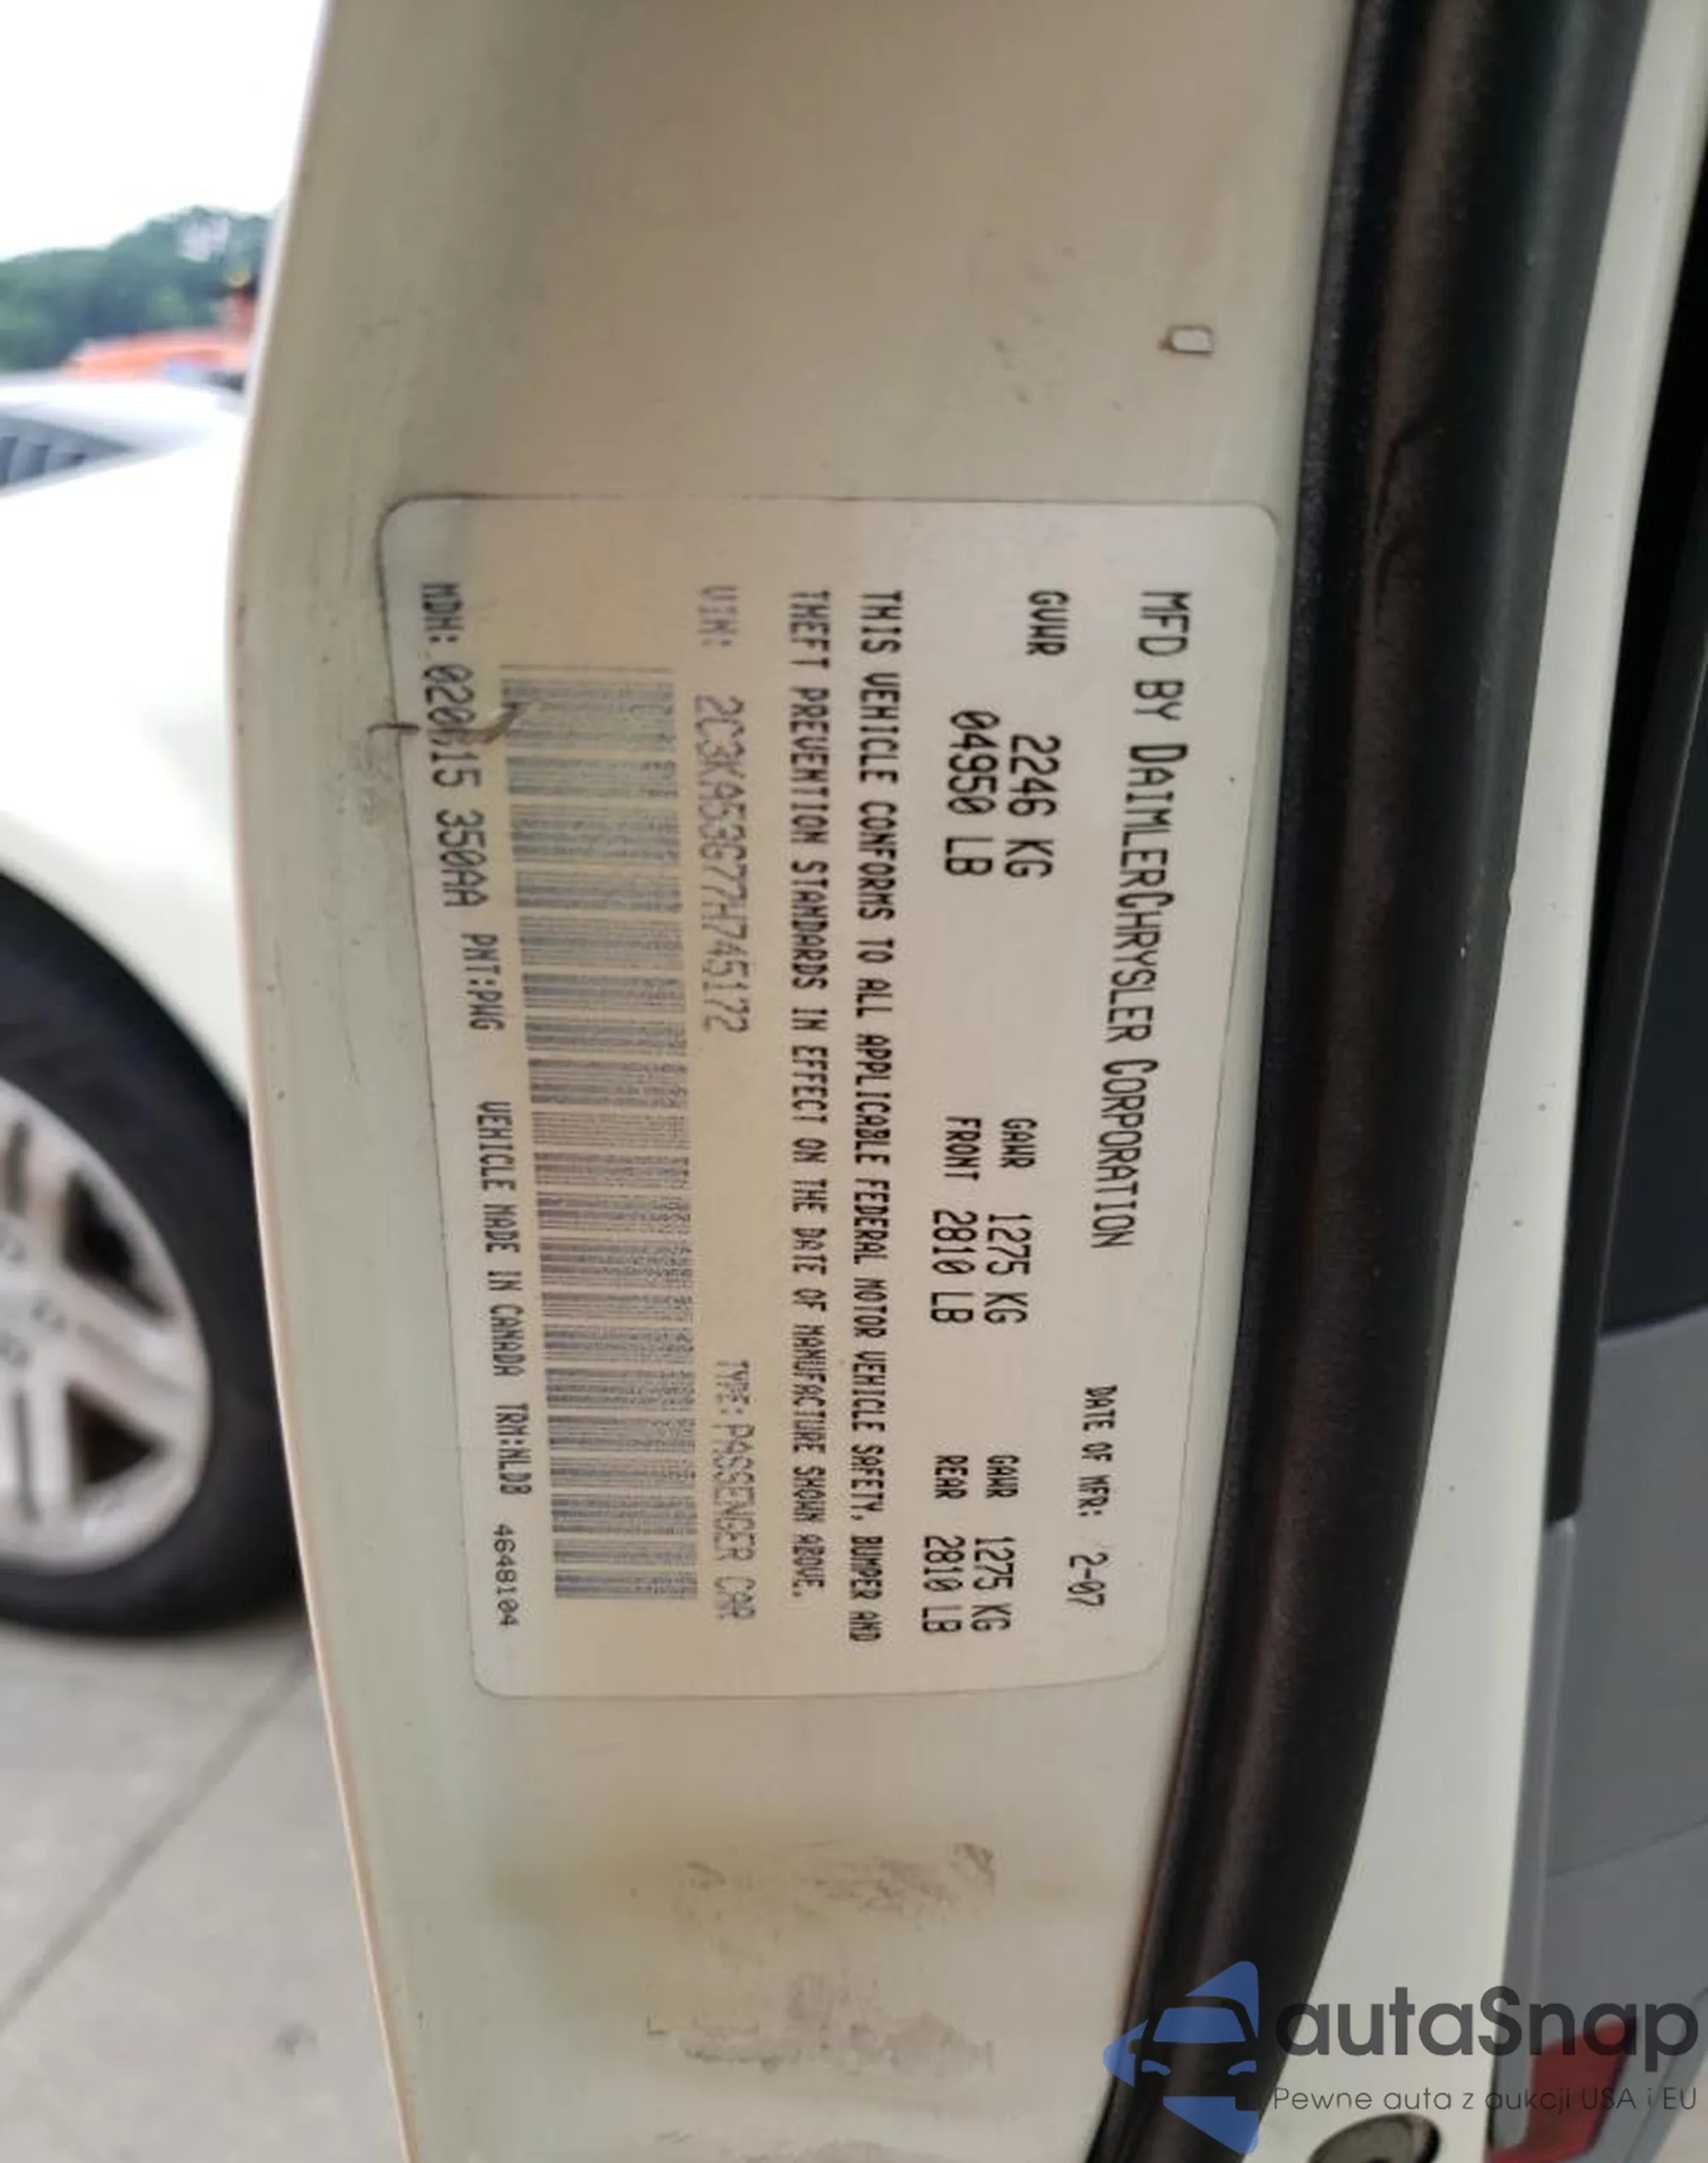 MFD BY DAIMLERCHRYSLER CORPORATION DATE OF MFR: 2-07
GVWR 2246 KG GAWR 1275 KG GAWR 1275 KG
04950 LB FRONT 2810 LB REAR 2810 LB
THIS VEHICLE CONFORMS TO ALL APPLICABLE FEDERAL MOTOR VEHICLE SAFETY, BUMPER AND
THEFT PREVENTION STANDARDS IN EFFECT ON THE DATE OF MANUFACTURE SHOWN ABOVE.
VIN: 2C3KA53G77H745172 TYPE: PASSENGER CAR
MDH: 020615 350AA PNT:PWG VEHICLE MADE IN CANADA TRM:NLDB 4648104
autaSnap
Pewne auta z aukcji USA i EU